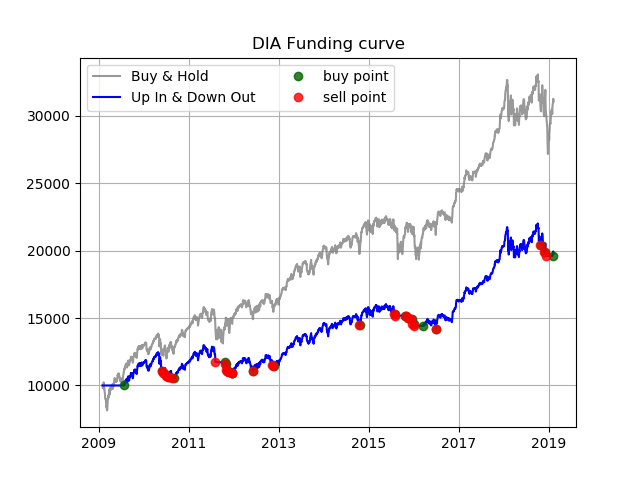 DIA Funding curve
Buy & Hold
Up In & Down Out
buy point
sell point
30000
25000
20000
15000
10000
2009
2011
2013
2015
2017
2019